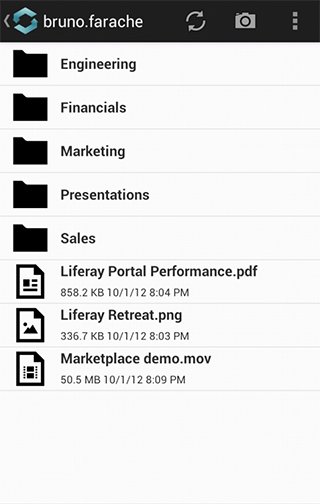 bruno.farache
Engineering
Financials
Marketing
Presentations
Sales
Liferay Portal Performance.pdf
858.2 KB 10/1/12 8:04 PM
Liferay Retreat.png
336.7 KB 10/1/12 8:03 PM
Marketplace demo.mov
50.5 MB 10/1/12 8:09 PM